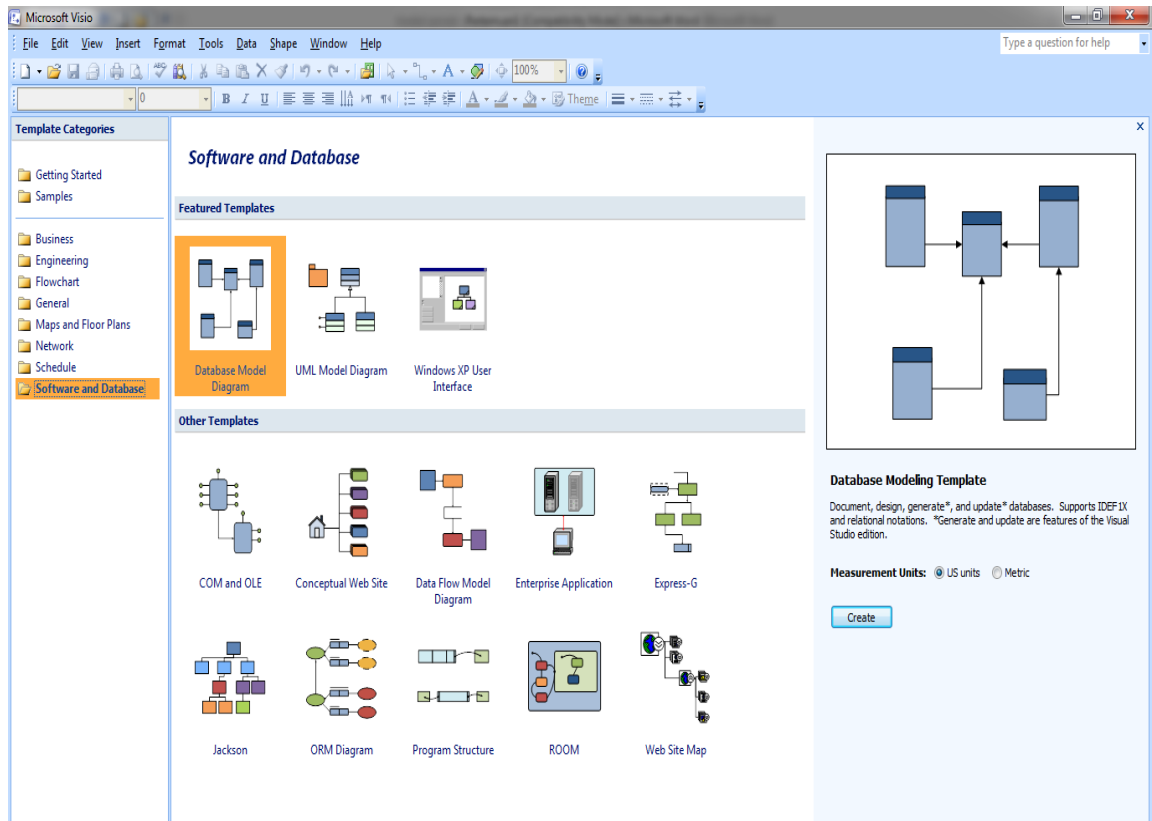 Microsoft Visio
File Edit View Insert Format Tools Data Shape Window Help
Type a question for help
100%
0 B I U A Theme
Template Categories
Getting Started
Samples
Business
Engineering
Flowchart
General
Maps and Floor Plans
Network
Schedule
Software and Database
Software and Database
Featured Templates
Database Model
Diagram
UML Model Diagram
Windows XP User
Interface
Other Templates
COM and OLE
Conceptual Web Site
Data Flow Model
Diagram
Enterprise Application
Express-G
Jackson
ORM Diagram
Program Structure
ROOM
Web Site Map
X
Database Modeling Template
Document, design, generate*, and update* databases. Supports IDEF1X
and relational notations. *Generate and update are features of the Visual
Studio edition.
Measurement Units: US units Metric
Create